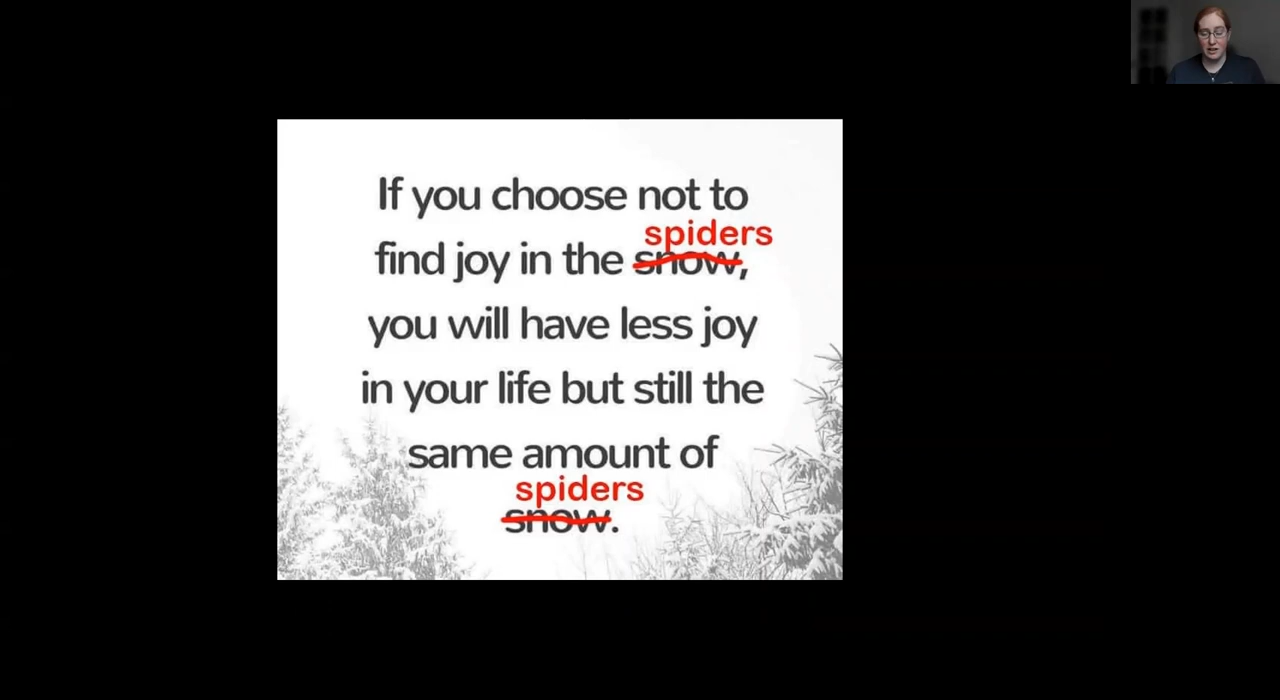 If you choose not to
spiders
find joy in the snow,
you will have less joy
in your life but still the
same amount of
spiders
snow.